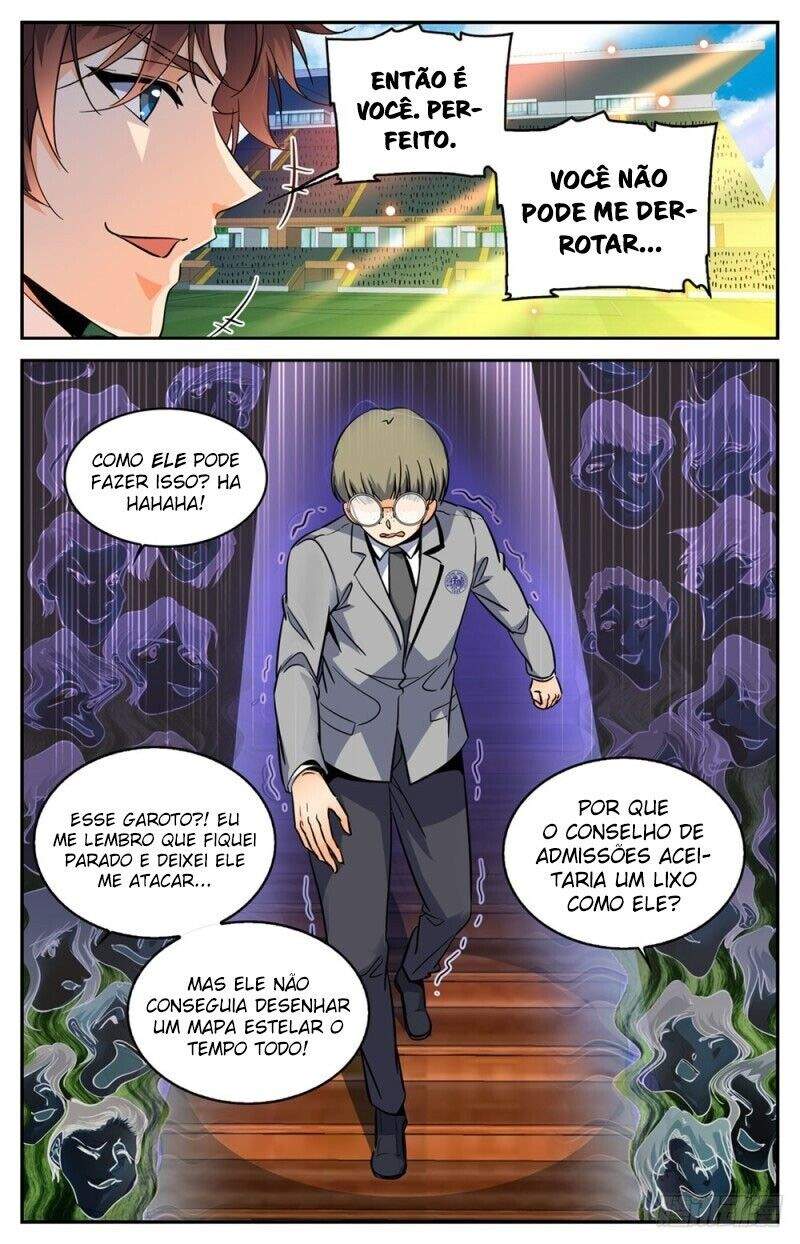 ENTÃO É
VOCÊ. PER-
FEITO.
VOCÊ NÃO
PODE ME DER-
ROTAR...
COMO ELE PODE
FAZER ISSO? HA
HAHAHA!
ESSE GAROTO?! EU
ME LEMBRO QUE FIQUEI
PARADO E DEIXEI ELE
ME ATACAR...
POR QUE
O CONSELHO DE
ADMISSÕES ACEI-
TARIA UM LIXO
COMO ELE?
MAS ELE NÃO
CONSEGUIA DESENHAR
UM MAPA ESTELAR O
TEMPO TODO!